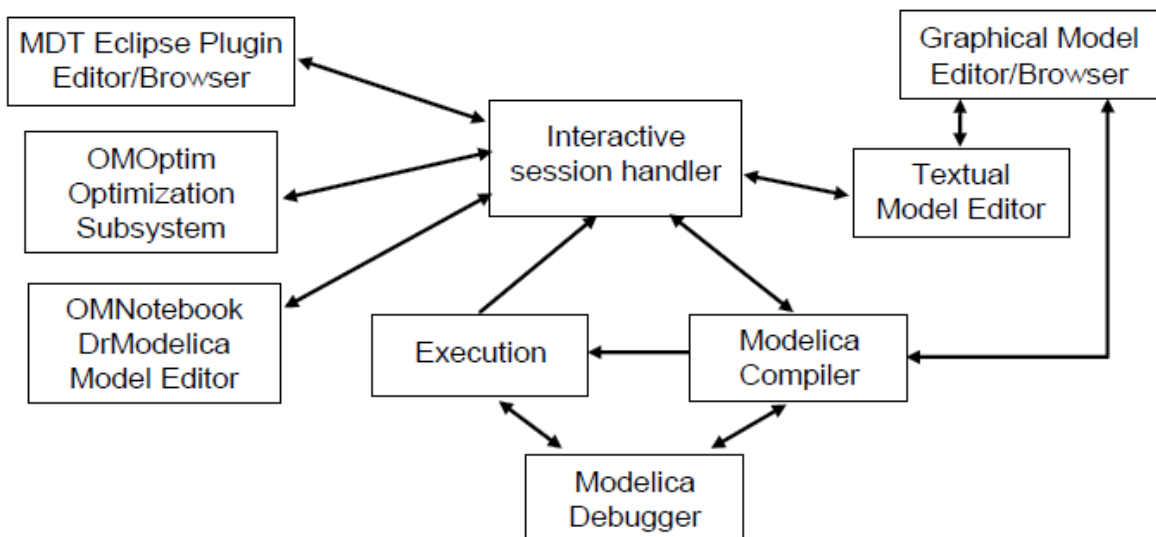 MDT Eclipse Plugin
Editor/Browser
Graphical Model
Editor/Browser
Interactive
session handler
OMOptim
Optimization
Subsystem
Textual
Model Editor
OMNotebook
DrModelica
Model Editor
Execution
Modelica
Compiler
Modelica
Debugger